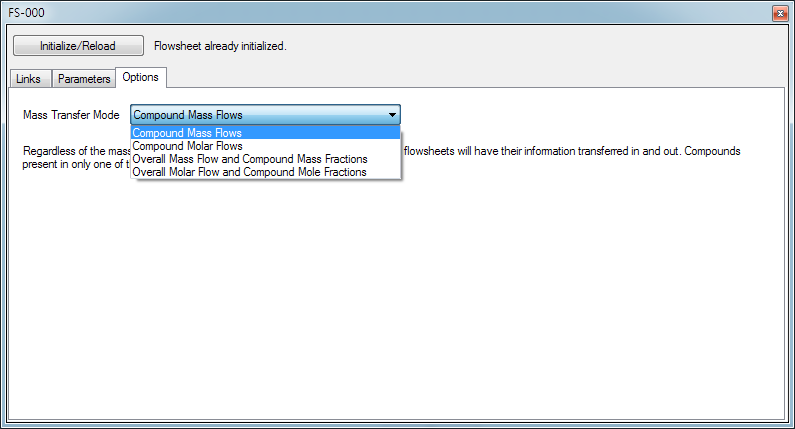 FS-000
Initialize/Reload Flowsheet already initialized.
Links Parameters Options
Mass Transfer Mode Compound Mass Flows
Compound Mass Flows
Compound Molar Flows
Overall Mass Flow and Compound Mass Fractions
Overall Molar Flow and Compound Mole Fractions
Regardless of the mass flowsheets will have their information transferred in and out. Compounds
present in only one of